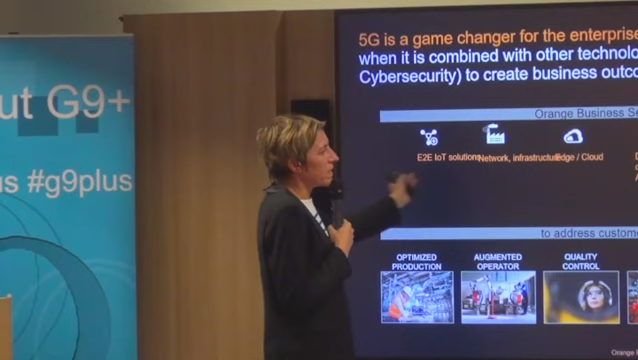 ut G9+
us #g9plus
5G is a game changer for the enterprise
when it is combined with other technolo
Cybersecurity) to create business outco
Orange Business Se
E2E IoT solutions
Network, infrastructure
Edge / Cloud
to address custome
OPTIMIZED
PRODUCTION
AUGMENTED
OPERATOR
QUALITY
CONTROL
Orange